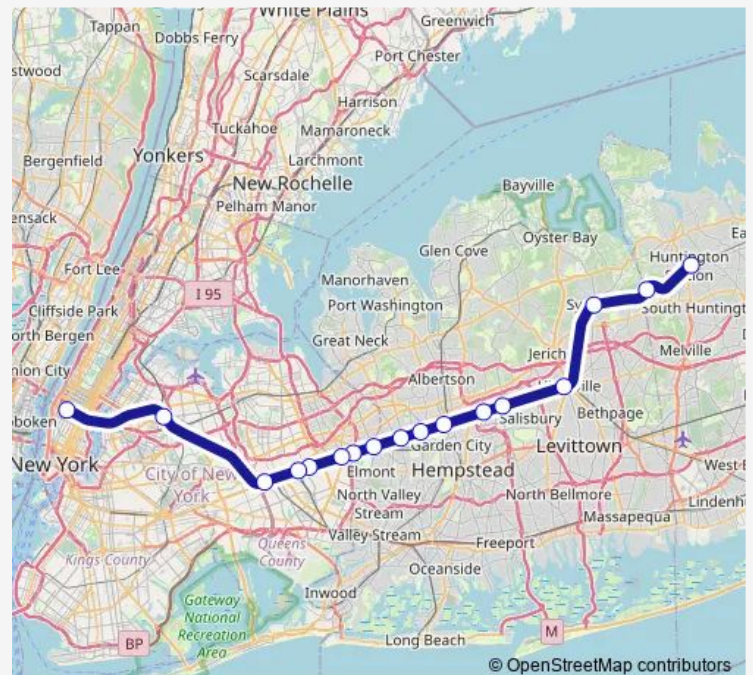 White Plains
Greenwich
Tappan
Dobbs Ferry
stwood
Scarsdale
Port Chester
Harrison
Tuckahoe
Mamaroneck
Bergenfield
Yonkers
Larchmont
New Rochelle
Bayville
Pelham Manor
ensack
Glen Cove
Oyster Bay
Ea
Fort Lee
Huntington
Manorhaven
I 95
Port Washington
Cliffside Park
South Huntingt
orth Bergen
Great Neck
Jerich
Melville
nion City
Albertson
Bethpage
oboken
Salisbury
Garden City
Levittown
New York
City of New
York
Elmont
Hempstead
West B
North Valley
Stream
North Bellmore
Lindenh
Massapequa
Queens
County
Valley Stream
Freeport
Kings County
Oceanside
Gateway
National
Recreation
Area
Inwood
BP
Long Beach
M
© OpenStreetMap contributors